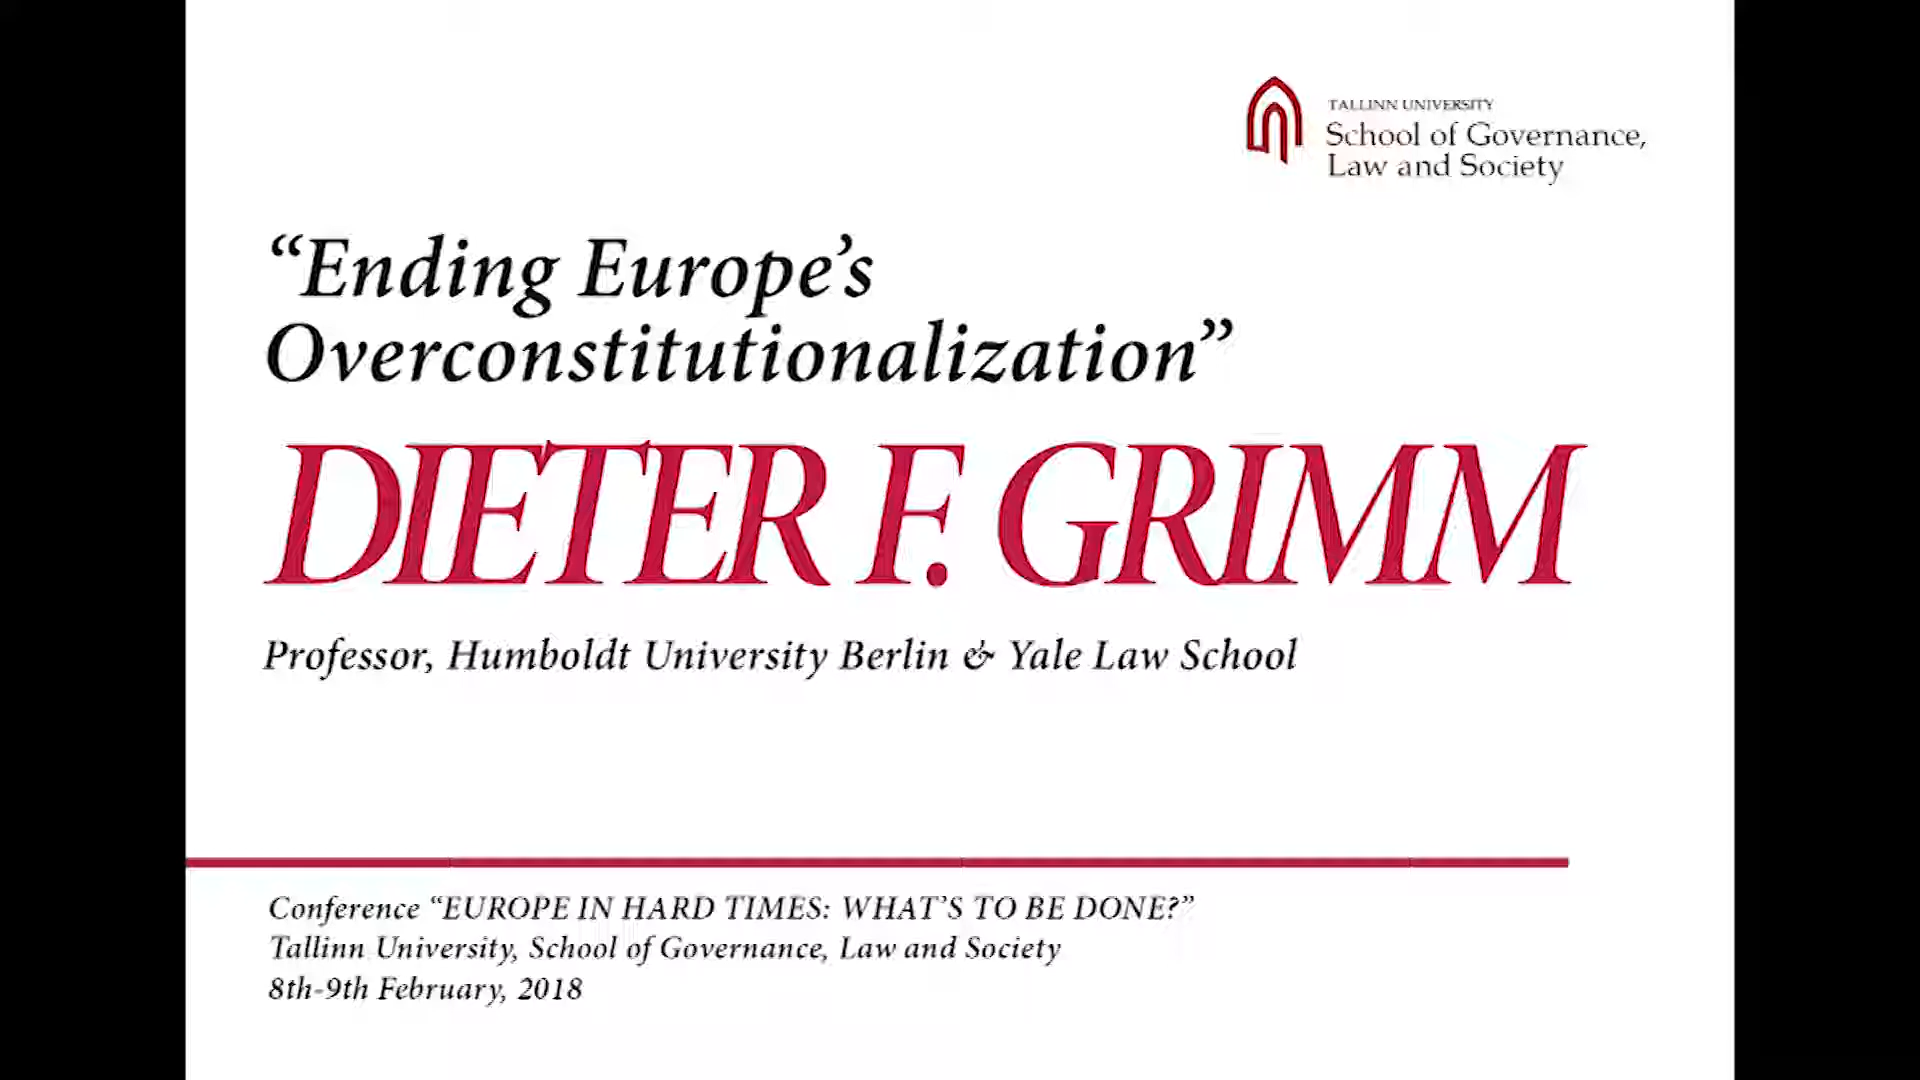 TALLINN UNIVERSITY
School of Governance,
Law and Society
“Ending Europe’s
Overconstitutionalization”
DIETER F. GRIMM
Professor, Humboldt University Berlin & Yale Law School
Conference “EUROPE IN HARD TIMES: WHAT’S TO BE DONE?”
Tallinn University, School of Governance, Law and Society
8th-9th February, 2018